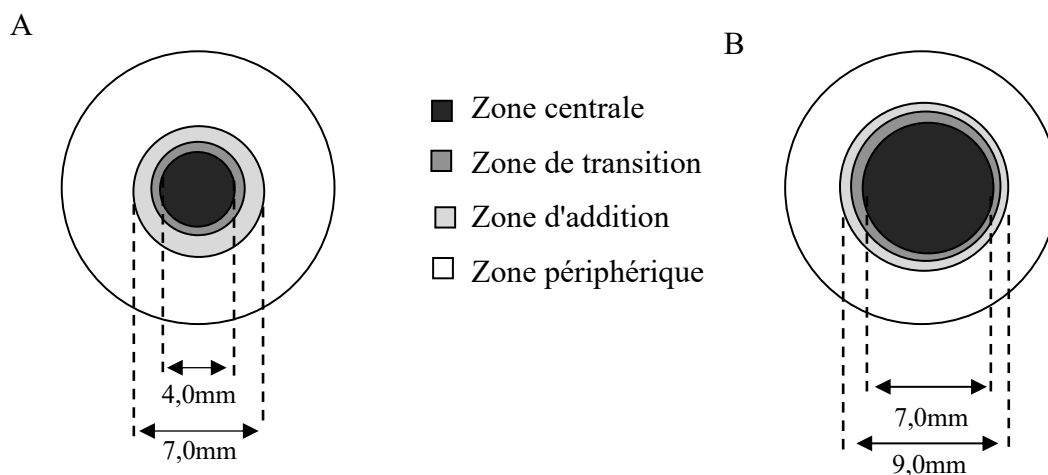 A
B
Zone centrale
Zone de transition
Zone d'addition
Zone périphérique
4,0mm
7,0mm
7,0mm
9,0mm